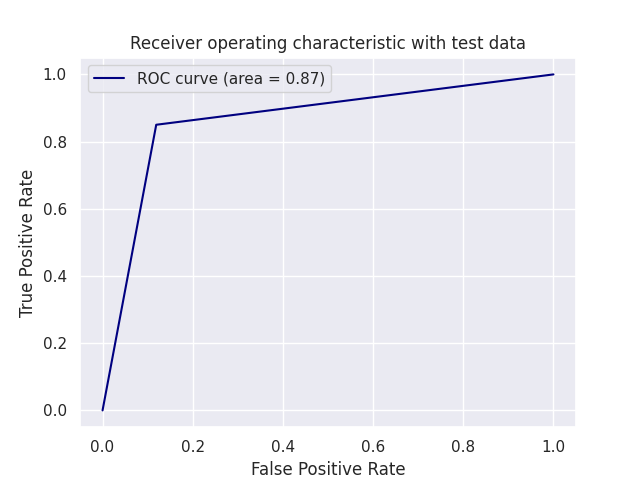 Receiver operating characteristic with test data
ROC curve (area = 0.87)
1.0
0.8
0.6
0.4
0.2
0.0
True Positive Rate
0.0 0.2 0.4 0.6 0.8 1.0
False Positive Rate